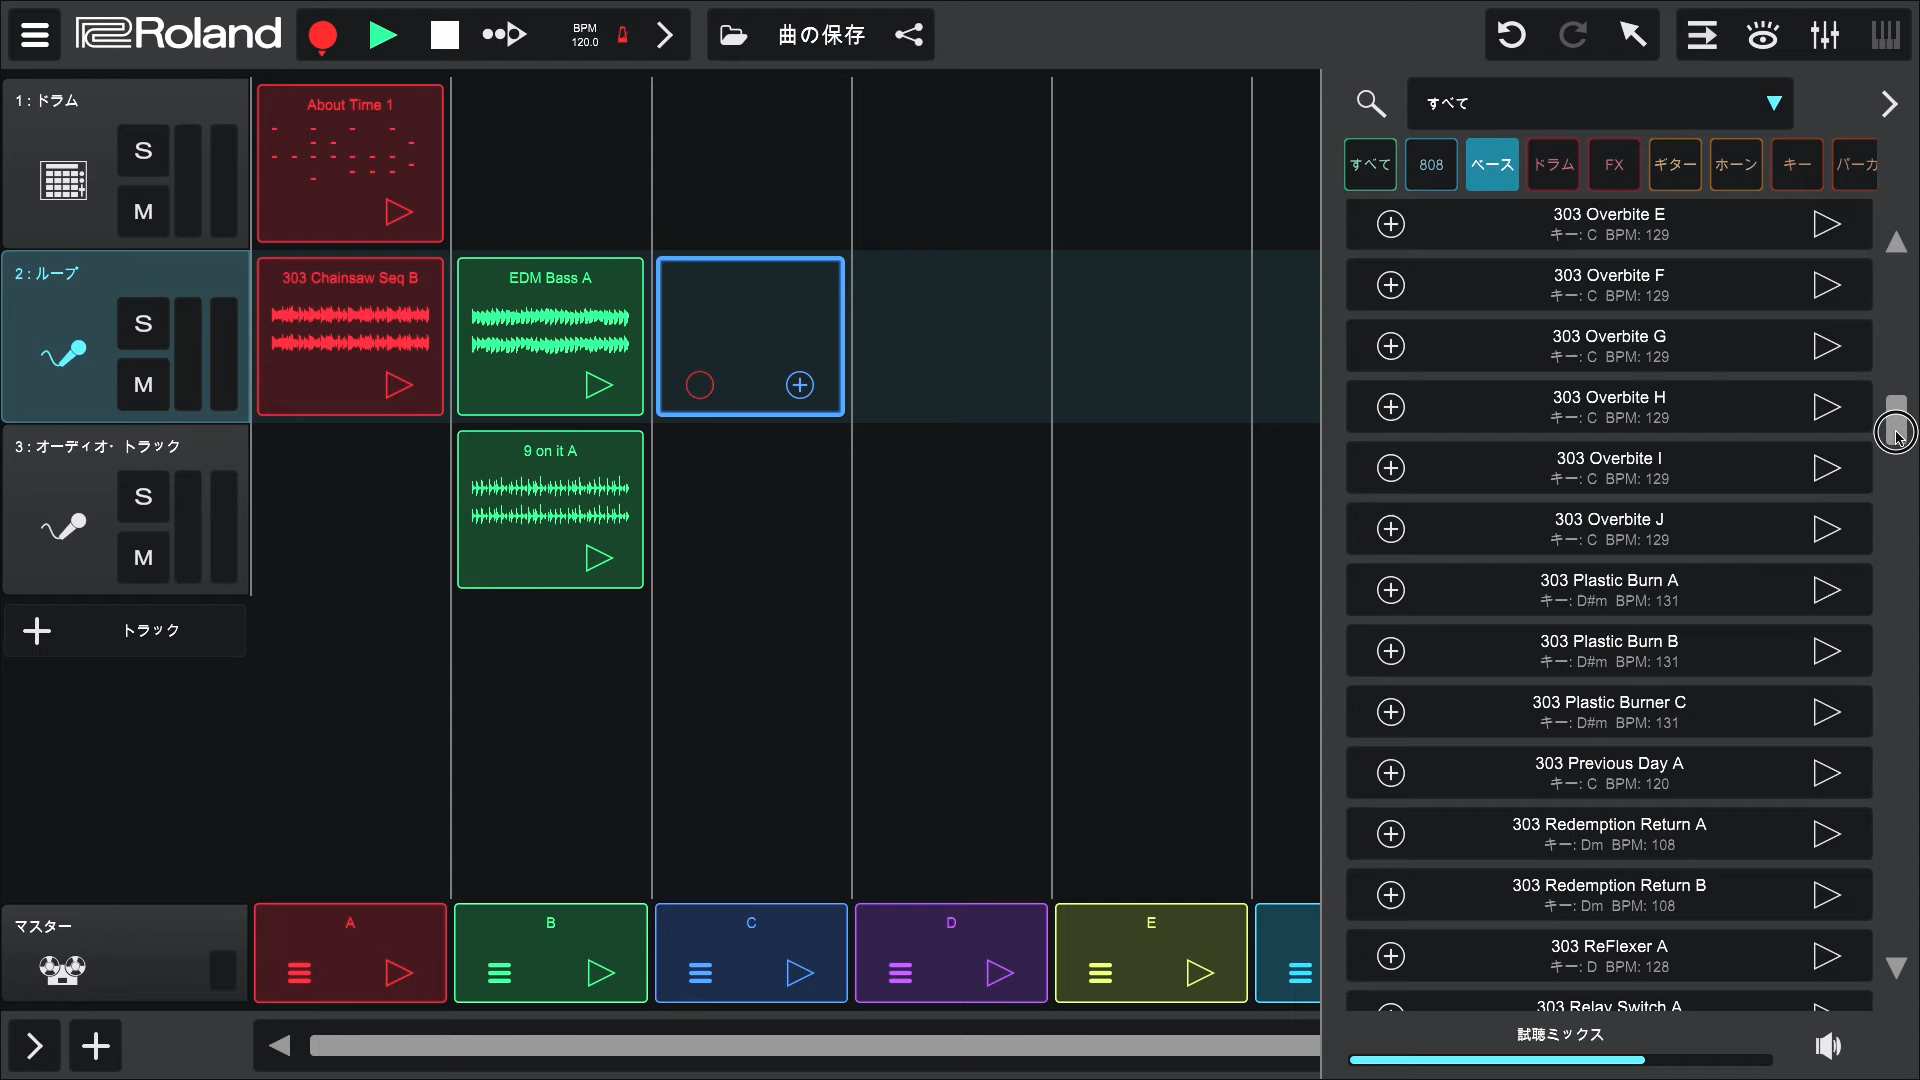 Roland
BPM
120.0
曲の保存
1 : ドラム
S
M
About Time 1
2 : ループ
S
M
303 Chainsaw Seq B
EDM Bass A
3 : オーディオ・トラック
S
M
9 on it A
トラック
マスター
A
B
C
D
E
すべて
すべて
808
ベース
ドラム
FX
ギター
ホーン
キー
パーカ
303 Overbite E
キー: C BPM: 129
303 Overbite F
キー: C BPM: 129
303 Overbite G
キー: C BPM: 129
303 Overbite H
キー: C BPM: 129
303 Overbite I
キー: C BPM: 129
303 Overbite J
キー: C BPM: 129
303 Plastic Burn A
キー: D#m BPM: 131
303 Plastic Burn B
キー: D#m BPM: 131
303 Plastic Burner C
キー: D#m BPM: 131
303 Previous Day A
キー: C BPM: 120
303 Redemption Return A
キー: Dm BPM: 108
303 Redemption Return B
キー: Dm BPM: 108
303 ReFlexer A
キー: D BPM: 128
303 Relay Switch A
試聴ミックス